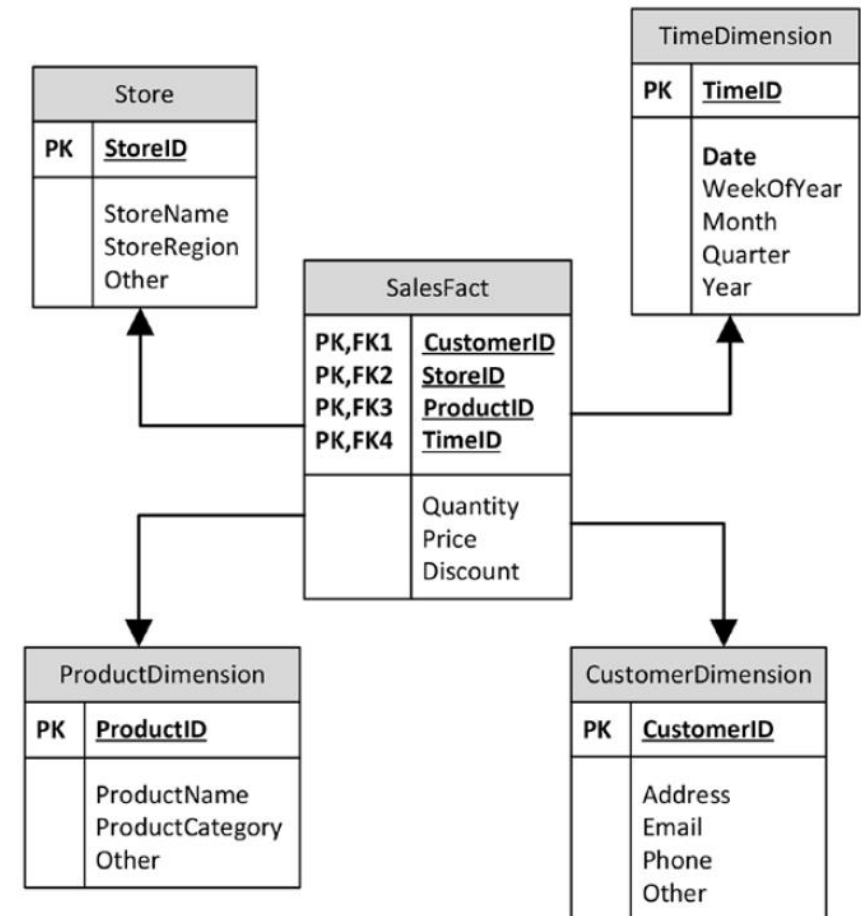 Store
PK StoreID
StoreName
StoreRegion
Other
TimeDimension
PK TimeID
Date
WeekOfYear
Month
Quarter
Year
SalesFact
PK,FK1 CustomerID
PK,FK2 StoreID
PK,FK3 ProductID
PK,FK4 TimeID
Quantity
Price
Discount
ProductDimension
PK ProductID
ProductName
ProductCategory
Other
CustomerDimension
PK CustomerID
Address
Email
Phone
Other